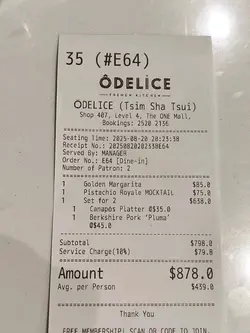 35 (#E64)
ÔDELICE
FRENCH KITCHEN
ÔDELICE (Tsim Sha Tsui)
Shop 407, Level 4, The ONE Mall,
Bookings: 2520 2136
Seating Time: 2025-08-20 20:23:38
Receipt No.: 20250820202338E64
Served By: MANAGER
Order No.: E64 [Dine-in]
Number of Patron: 2
1 Golden Margarita $85.0
1 Pistachio Royale MOCKTAIL $75.0
1 Set for 2 $638.0
1 Canapés Platter @$35.0
1 Berkshire Pork 'Pluma'
@$45.0
Subtotal $798.0
Service Charge(10%) $79.8
Amount $878.0
Avg. per Person $439.0
Thank You
FREE MEMBERSHIP! SCAN QR CODE TO JOIN.